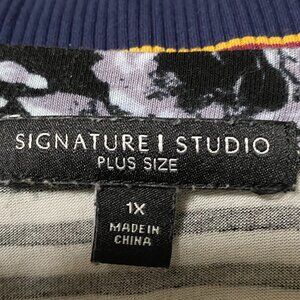 SIGNATURE | STUDIO
PLUS SIZE
1X
MADE IN
CHINA